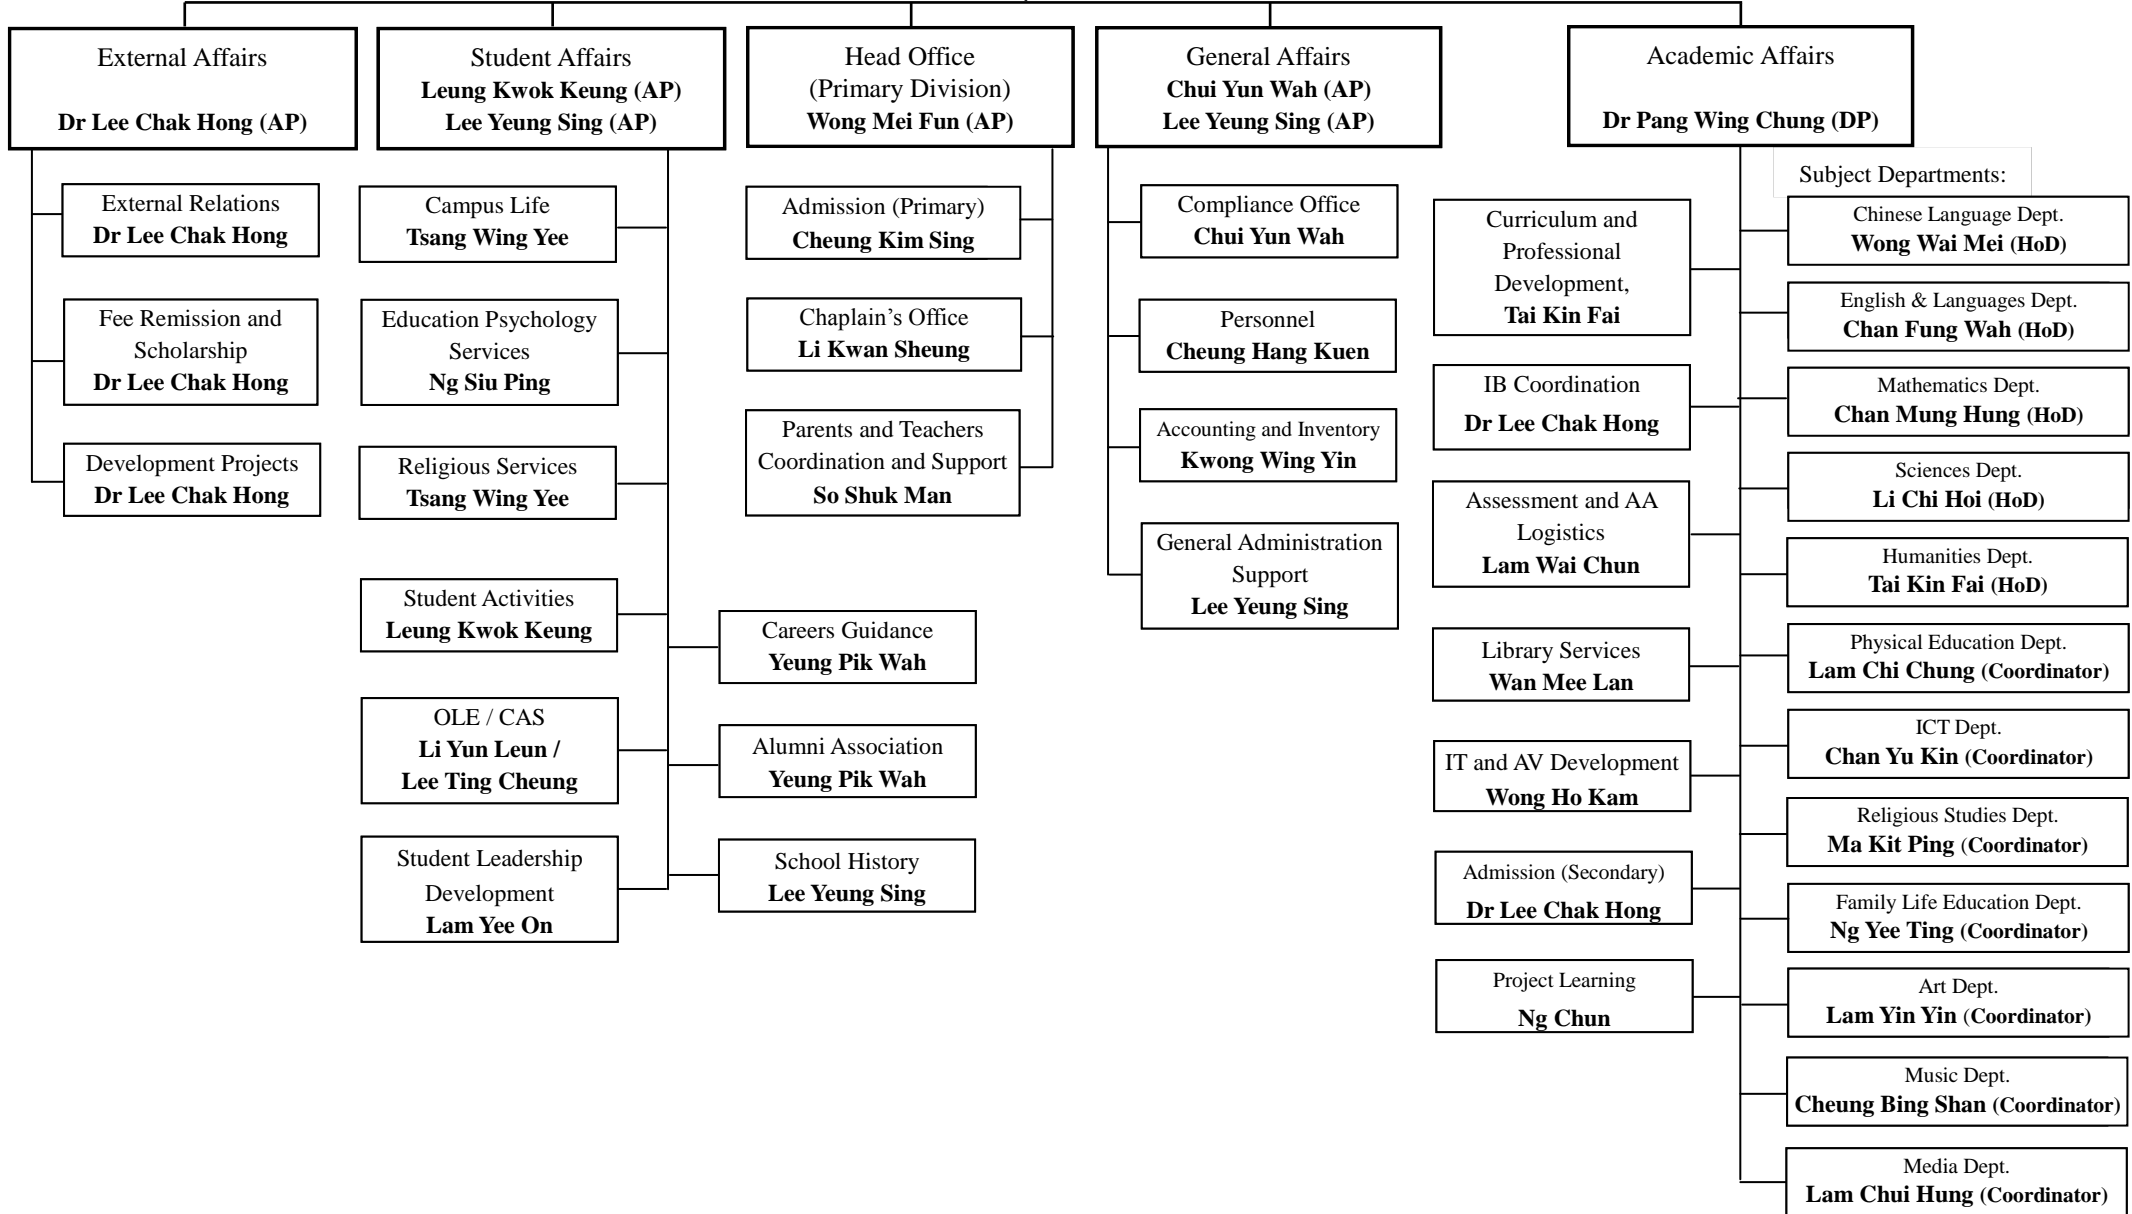 External Affairs
Dr Lee Chak Hong (AP)
External Relations
Dr Lee Chak Hong
Fee Remission and
Scholarship
Dr Lee Chak Hong
Development Projects
Dr Lee Chak Hong
Student Affairs
Leung Kwok Keung (AP)
Lee Yeung Sing (AP)
Campus Life
Tsang Wing Yee
Education Psychology
Services
Ng Siu Ping
Religious Services
Tsang Wing Yee
Student Activities
Leung Kwok Keung
OLE / CAS
Li Yun Leun /
Lee Ting Cheung
Student Leadership
Development
Lam Yee On
Careers Guidance
Yeung Pik Wah
Alumni Association
Yeung Pik Wah
School History
Lee Yeung Sing
Head Office
(Primary Division)
Wong Mei Fun (AP)
Admission (Primary)
Cheung Kim Sing
Chaplain’s Office
Li Kwan Sheung
Parents and Teachers
Coordination and Support
So Shuk Man
General Affairs
Chui Yun Wah (AP)
Lee Yeung Sing (AP)
Compliance Office
Chui Yun Wah
Personnel
Cheung Hang Kuen
Accounting and Inventory
Kwong Wing Yin
General Administration
Support
Lee Yeung Sing
Academic Affairs
Dr Pang Wing Chung (DP)
Curriculum and
Professional
Development,
Tai Kin Fai
IB Coordination
Dr Lee Chak Hong
Assessment and AA
Logistics
Lam Wai Chun
Library Services
Wan Mee Lan
IT and AV Development
Wong Ho Kam
Admission (Secondary)
Dr Lee Chak Hong
Project Learning
Ng Chun
Subject Departments:
Chinese Language Dept.
Wong Wai Mei (HoD)
English & Languages Dept.
Chan Fung Wah (HoD)
Mathematics Dept.
Chan Mung Hung (HoD)
Sciences Dept.
Li Chi Hoi (HoD)
Humanities Dept.
Tai Kin Fai (HoD)
Physical Education Dept.
Lam Chi Chung (Coordinator)
ICT Dept.
Chan Yu Kin (Coordinator)
Religious Studies Dept.
Ma Kit Ping (Coordinator)
Family Life Education Dept.
Ng Yee Ting (Coordinator)
Art Dept.
Lam Yin Yin (Coordinator)
Music Dept.
Cheung Bing Shan (Coordinator)
Media Dept.
Lam Chui Hung (Coordinator)